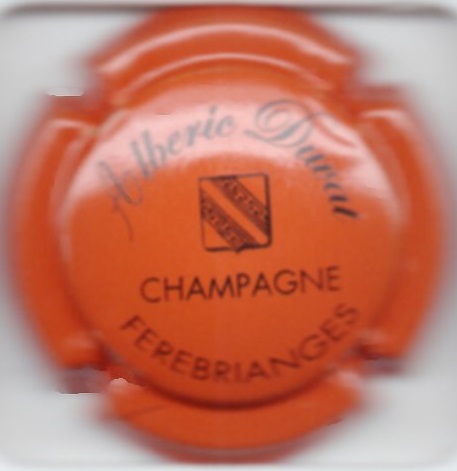 Alberic Duvat
CHAMPAGNE
FEREBRIANGES